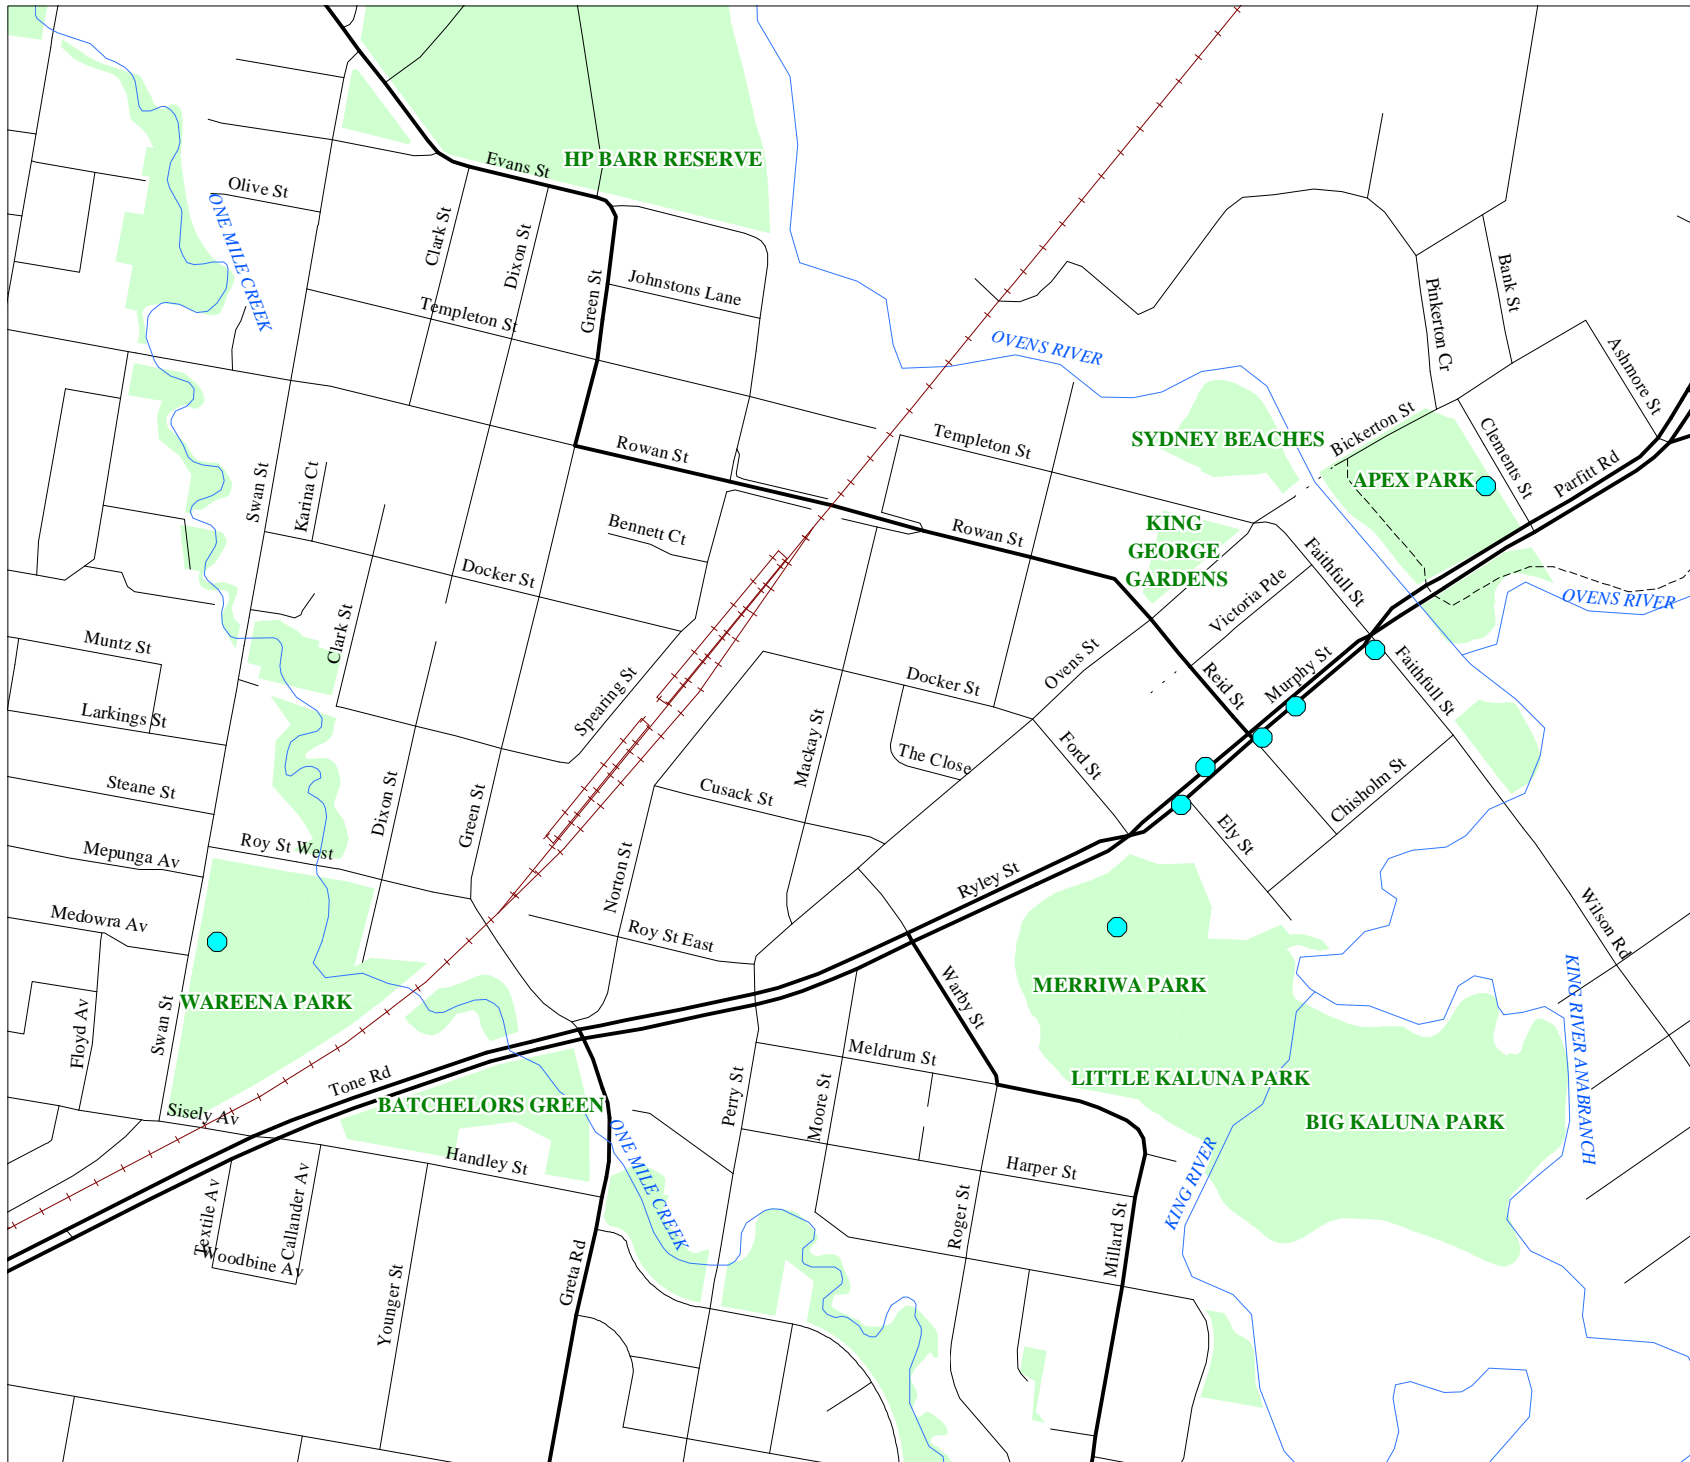 Evans St
HP BARR RESERVE
Olive St
ONE MILE CREEK
Clark St
Dixon St
Green St
Johnstons Lane
Templeton St
Bank St
Pinkerton Cr
OVENS RIVER
Ashmore St
Bickerton St
SYDNEY BEACHES
Templeton St
Clements St
Rowan St
APEX PARK
Parfitt Rd
Swan St
Karina Ct
Bennett Ct
Rowan St
KING
GEORGE
GARDENS
Faithfull St
Docker St
Victoria Pde
OVENS RIVER
Clark St
Muntz St
Ovens St
Docker St
Reid St
Murphy St
Faithfull St
Spearing St
Larkings St
Mackay St
The Close
Ford St
Steane St
Dixon St
Green St
Cusack St
Chisholm St
Ely St
Roy St West
Mepunga Av
Norton St
Ryley St
Medowra Av
Roy St East
Wilson Rd
WAREENA PARK
MERRIWA PARK
Warby St
KING RIVER ANABRANCH
Floyd Av
Swan St
Meldrum St
Tone Rd
LITTLE KALUNA PARK
Perry St
Moore St
BATCHELORS GREEN
Sisely Av
BIG KALUNA PARK
ONE MILE CREEK
Handley St
Harper St
KING RIVER
Textile Av
Callander Av
Roger St
Millard St
Woodbine Av
Greta Rd
Younger St